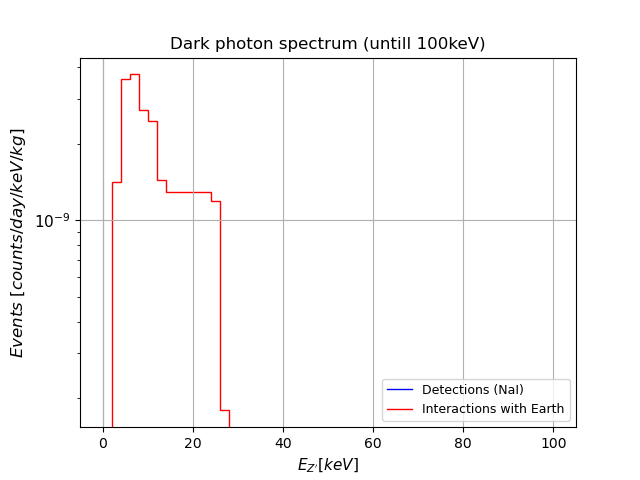 Dark photon spectrum (untill 100keV)
Events [counts/day/keV/kg]
10⁻⁹
0 20 40 60 80 100
E_{Z'}[keV]
Detections (NaI)
Interactions with Earth